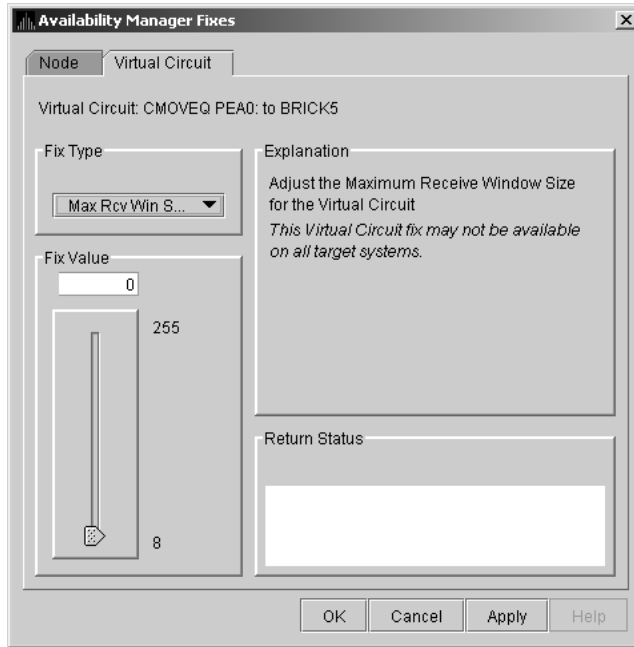 Availability Manager Fixes
Node
Virtual Circuit
Virtual Circuit: CMOVEQ PEA0: to BRICK5
Fix Type
Max Rcv Win S...
Explanation
Adjust the Maximum Receive Window Size
for the Virtual Circuit
This Virtual Circuit fix may not be available
on all target systems.
Fix Value
0
255
8
Return Status
OK
Cancel
Apply
Help